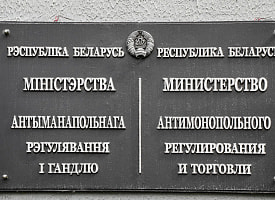 РЭСПУБЛІКА БЕЛАРУСЬ
МІНІСТЭРСТВА
АНТЫМАНАПОЛЬНАГА
РЭГУЛЯВАННЯ
І ГАНДЛЮ
РЕСПУБЛИКА БЕЛАРУСЬ
МИНИСТЕРСТВО
АНТИМОНОПОЛЬНОГО
РЕГУЛИРОВАНИЯ
И ТОРГОВЛИ